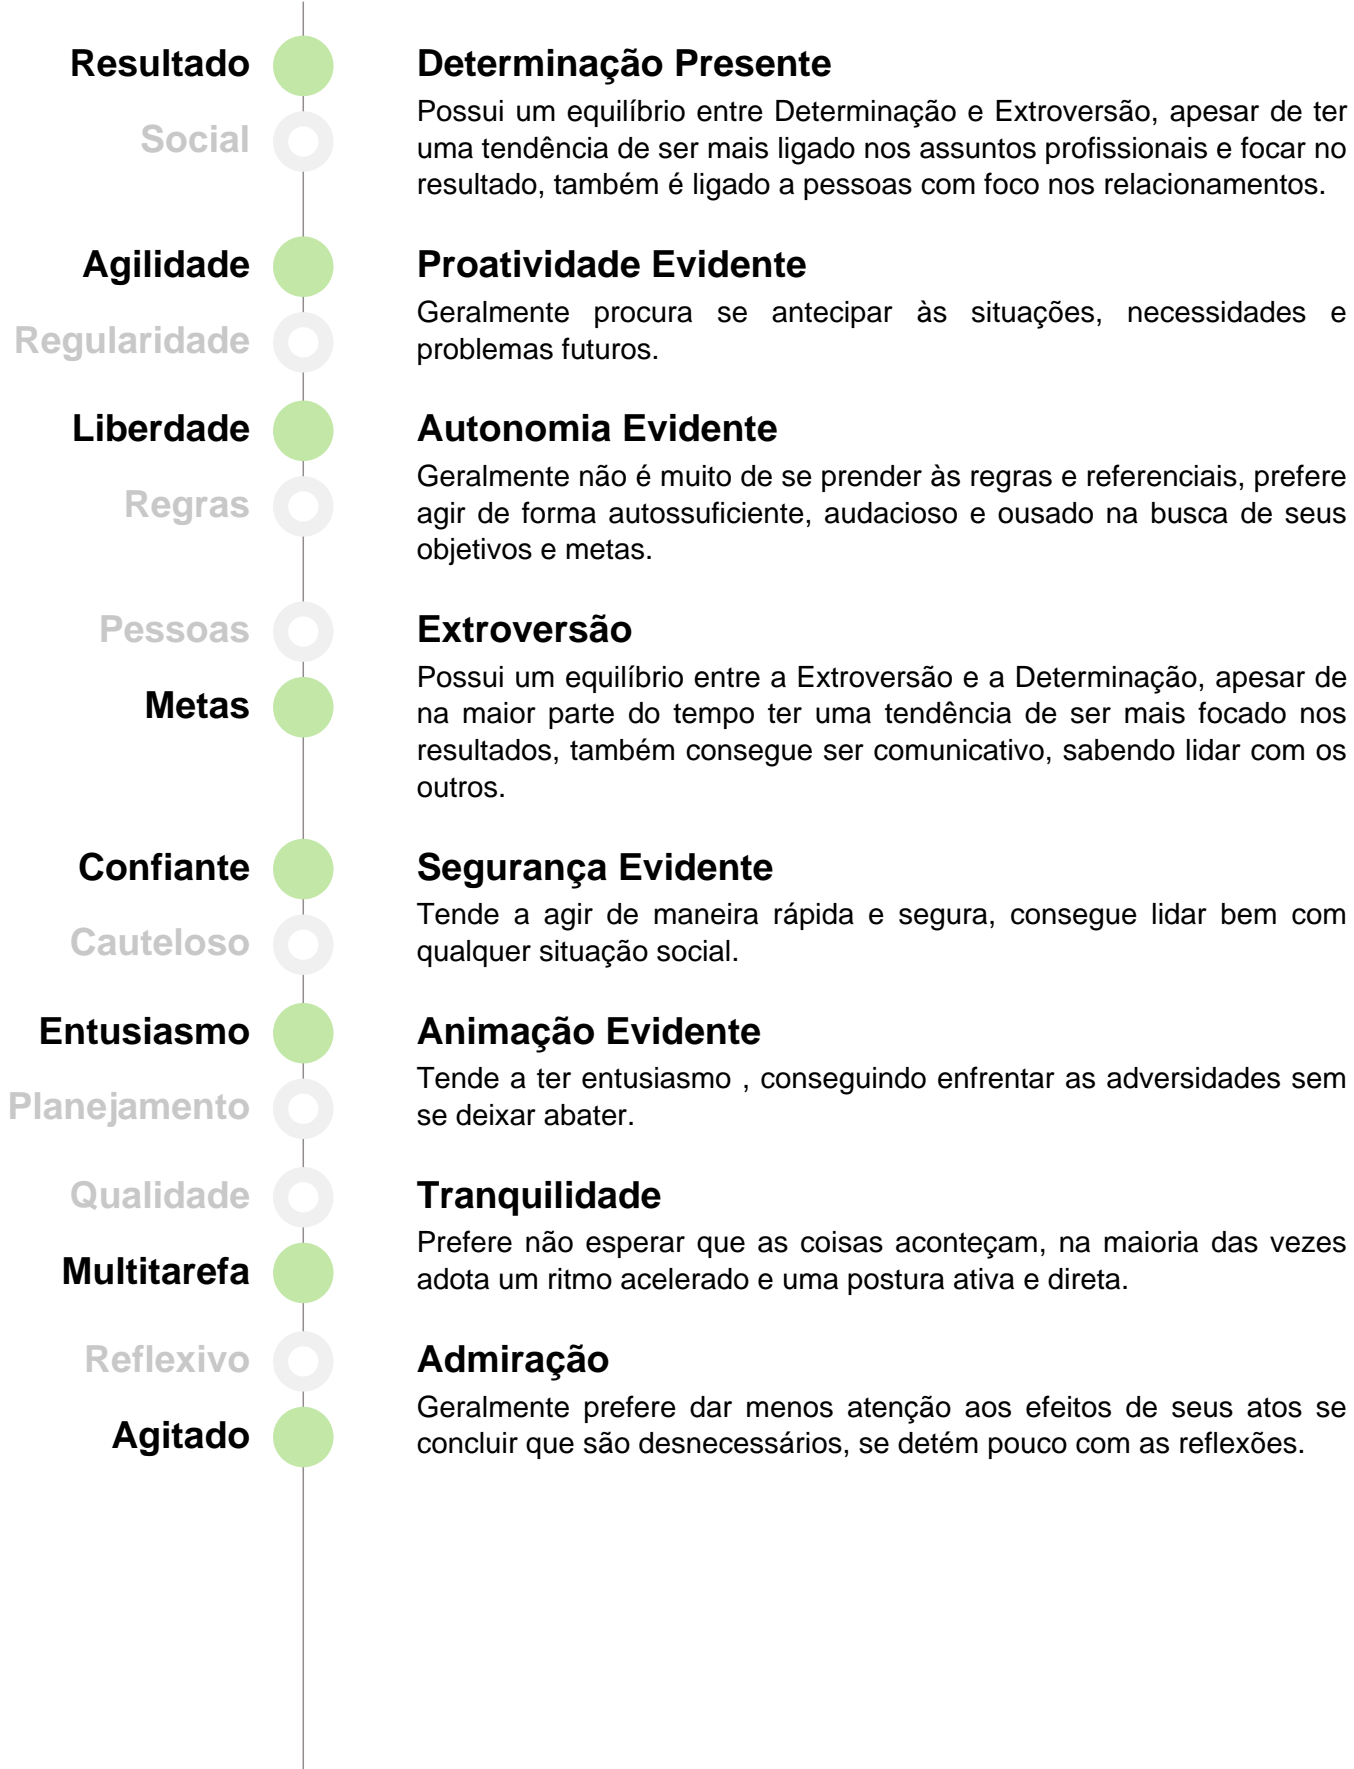 Resultado
Social
Determinação Presente
Possui um equilíbrio entre Determinação e Extroversão, apesar de ter
uma tendência de ser mais ligado nos assuntos profissionais e focar no
resultado, também é ligado a pessoas com foco nos relacionamentos.
Agilidade
Regularidade
Proatividade Evidente
Geralmente procura se antecipar às situações, necessidades e
problemas futuros.
Liberdade
Regras
Autonomia Evidente
Geralmente não é muito de se prender às regras e referenciais, prefere
agir de forma autossuficiente, audacioso e ousado na busca de seus
objetivos e metas.
Pessoas
Metas
Extroversão
Possui um equilíbrio entre a Extroversão e a Determinação, apesar de
na maior parte do tempo ter uma tendência de ser mais focado nos
resultados, também consegue ser comunicativo, sabendo lidar com os
outros.
Confiante
Cauteloso
Segurança Evidente
Tende a agir de maneira rápida e segura, consegue lidar bem com
qualquer situação social.
Entusiasmo
Planejamento
Animação Evidente
Tende a ter entusiasmo , conseguindo enfrentar as adversidades sem
se deixar abater.
Qualidade
Multitarefa
Tranquilidade
Prefere não esperar que as coisas aconteçam, na maioria das vezes
adota um ritmo acelerado e uma postura ativa e direta.
Reflexivo
Agitado
Admiração
Geralmente prefere dar menos atenção aos efeitos de seus atos se
concluir que são desnecessários, se detém pouco com as reflexões.